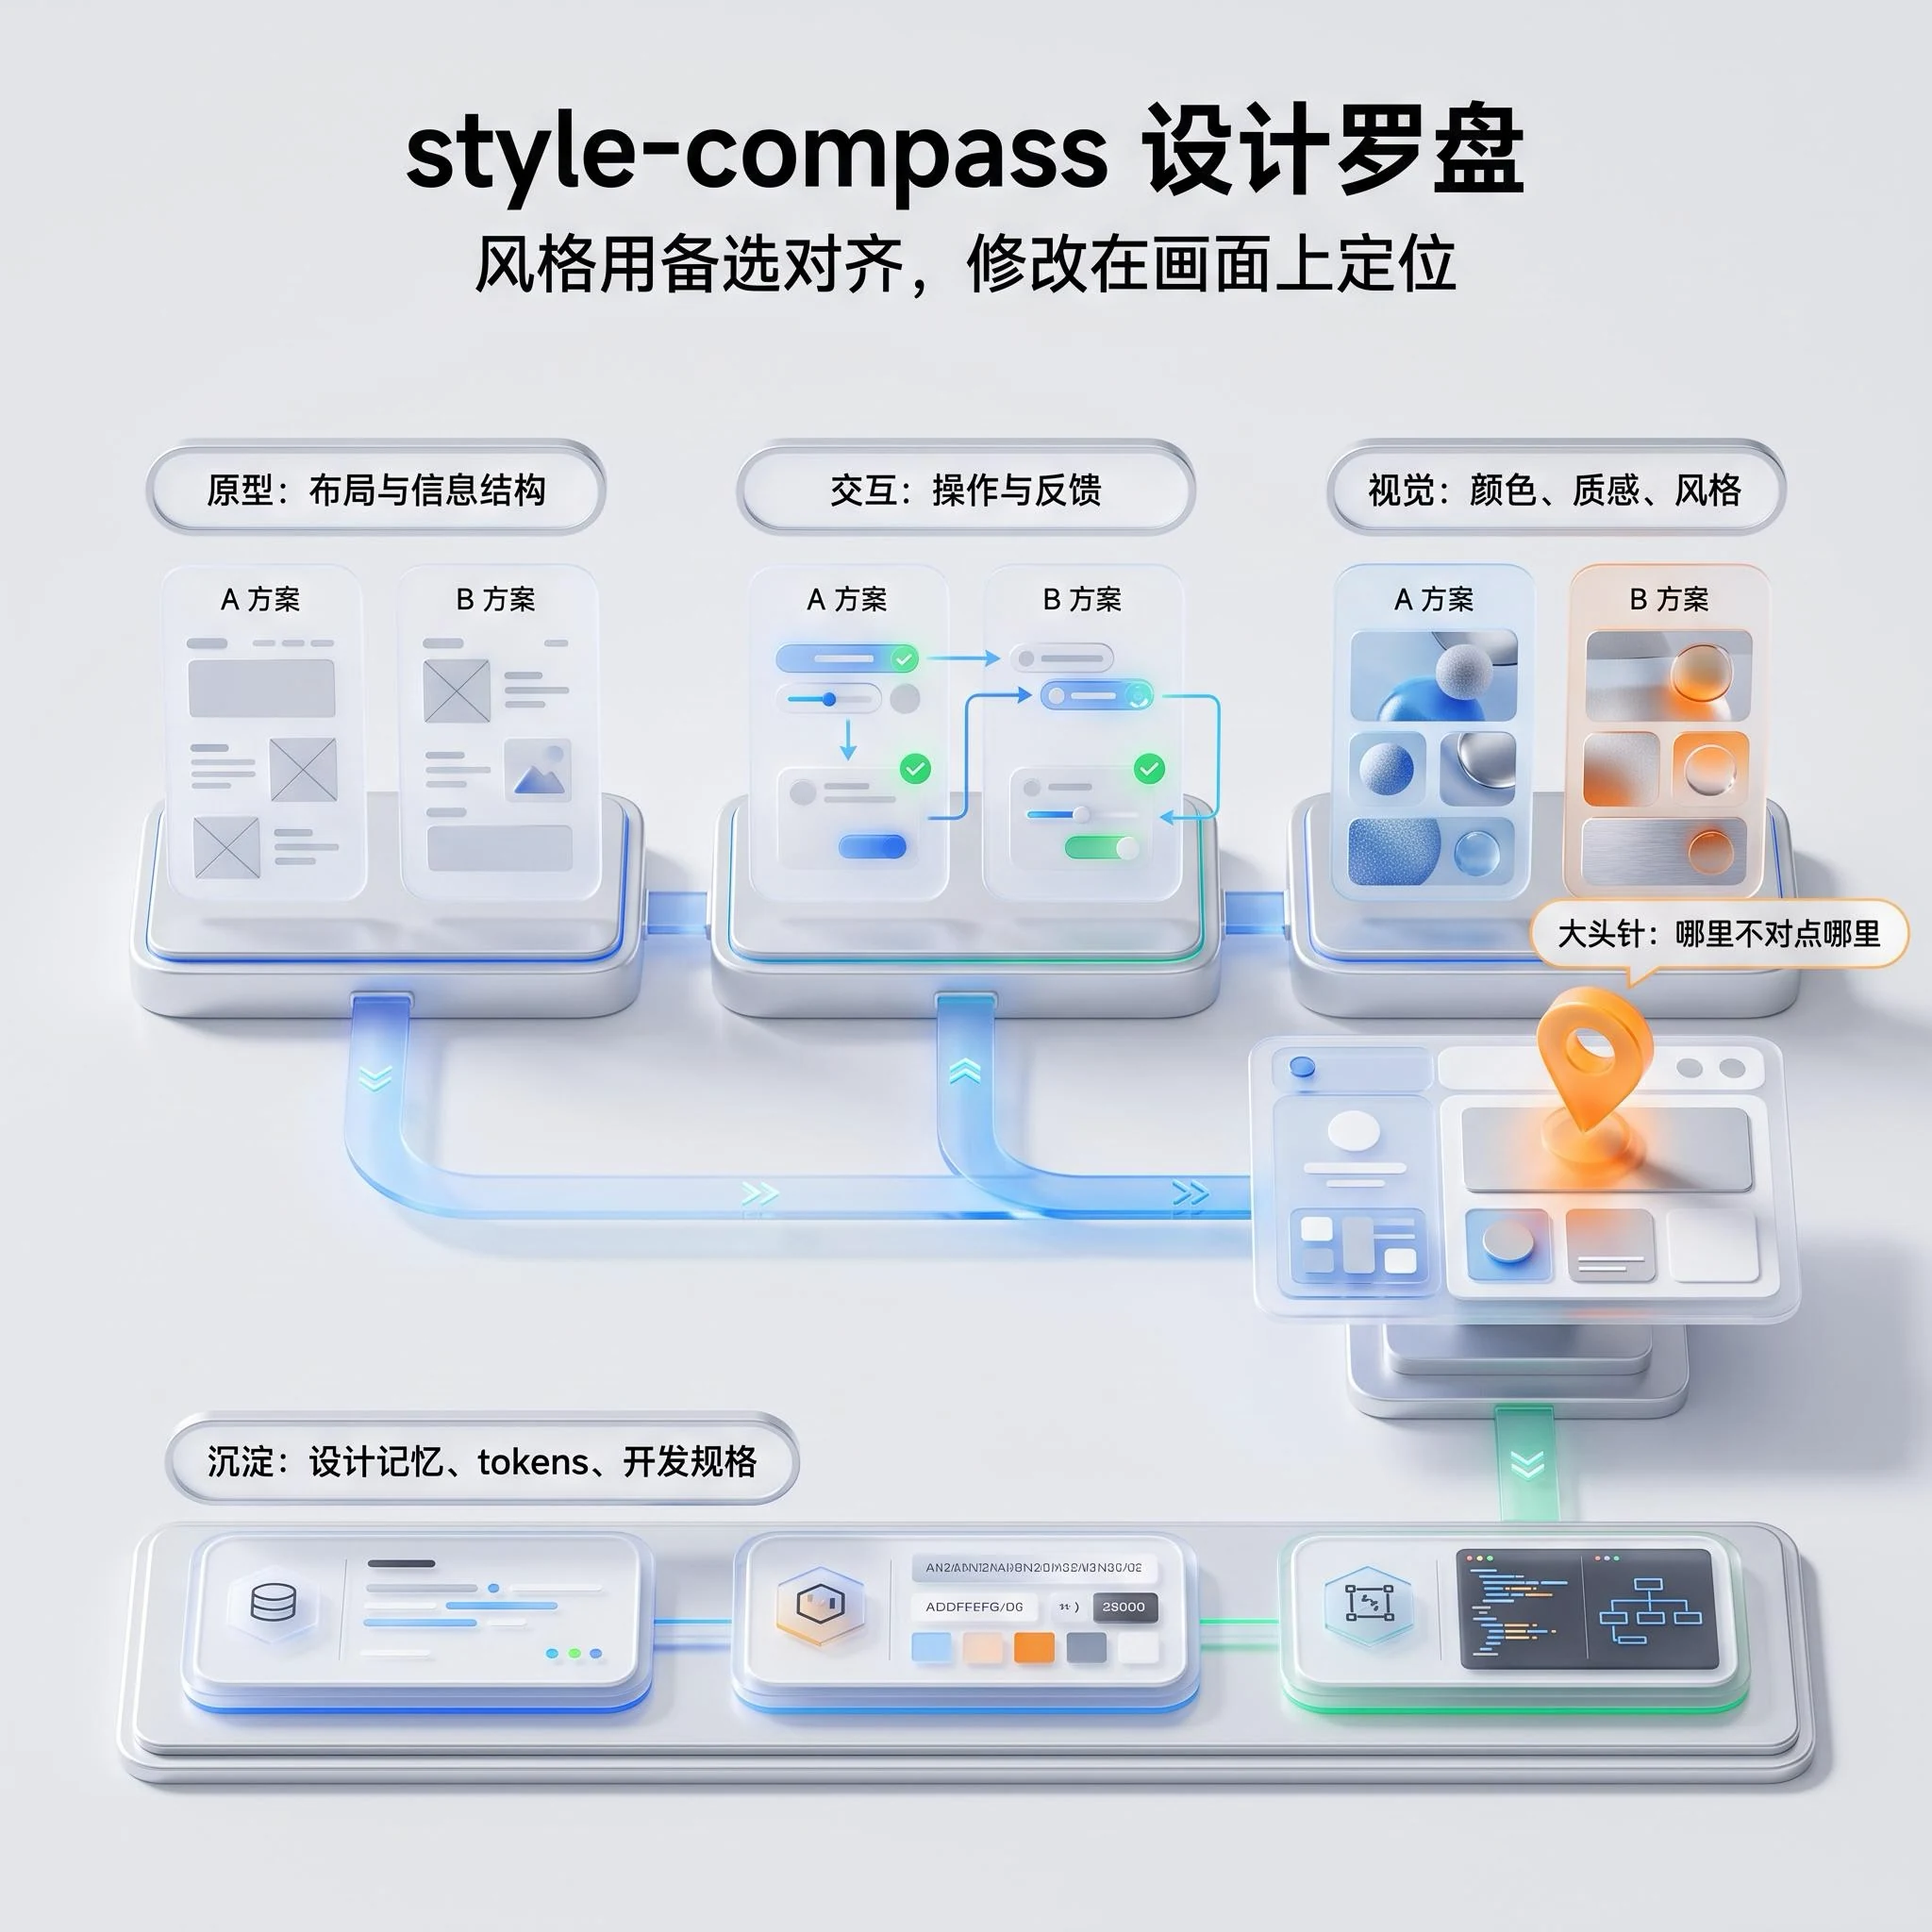 style-compass 设计罗盘
风格用备选对齐，修改在画面上定位
原型：布局与信息结构
交互：操作与反馈
视觉：颜色、质感、风格
A 方案
B 方案
A 方案
B 方案
A 方案
B 方案
大头针：哪里不对点哪里
沉淀：设计记忆、tokens、开发规格
ADDFFEFG/0G
2S000